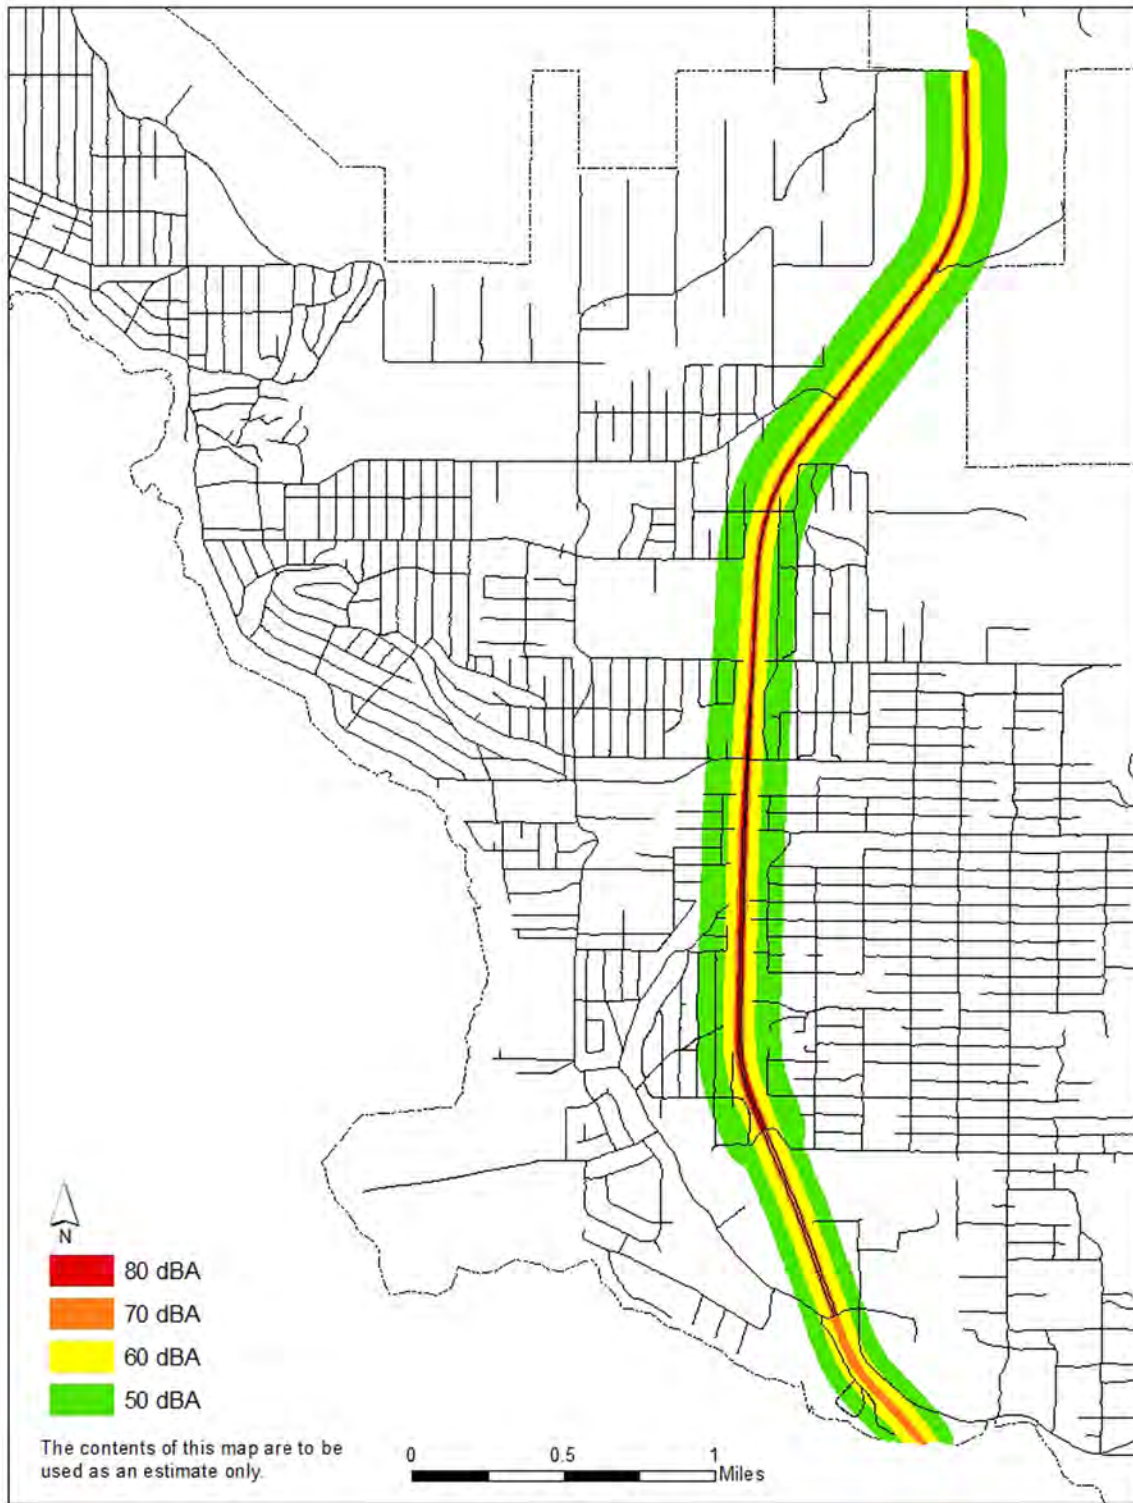 N
80 dBA
70 dBA
60 dBA
50 dBA
The contents of this map are to be
used as an estimate only.
0 0.5 1
Miles